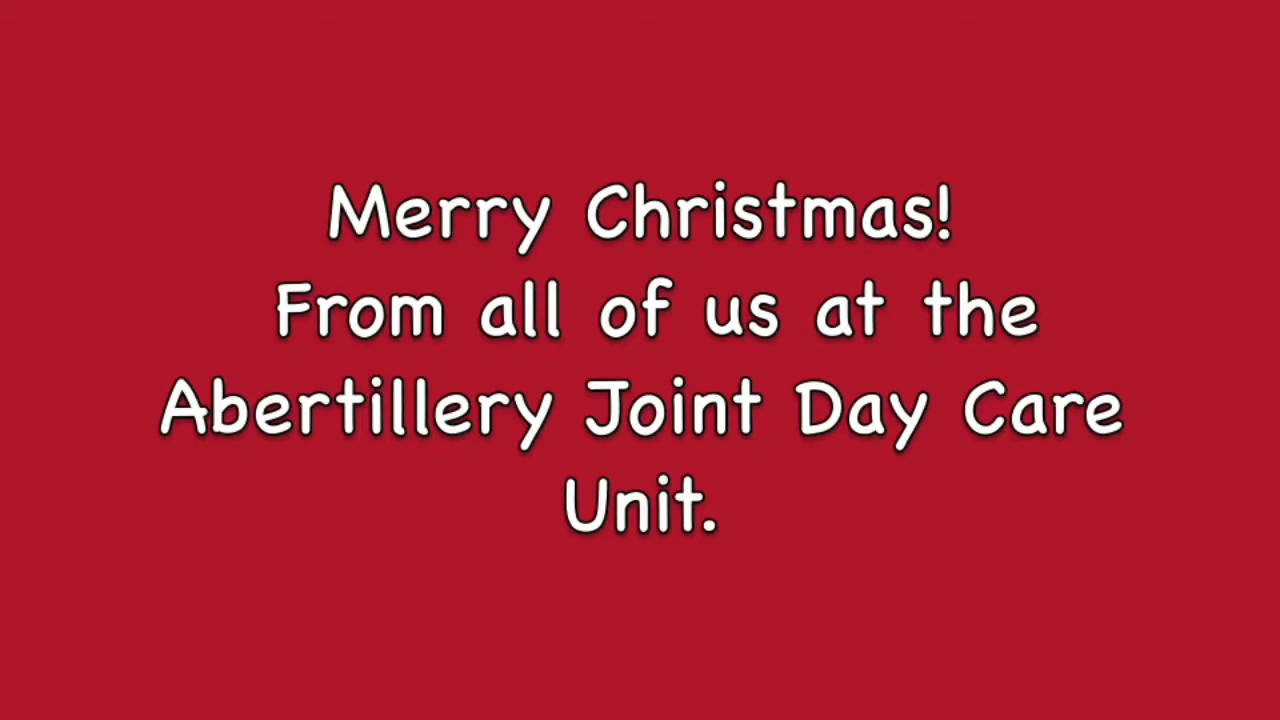 Merry Christmas!
From all of us at the
Abertillery Joint Day Care
Unit.